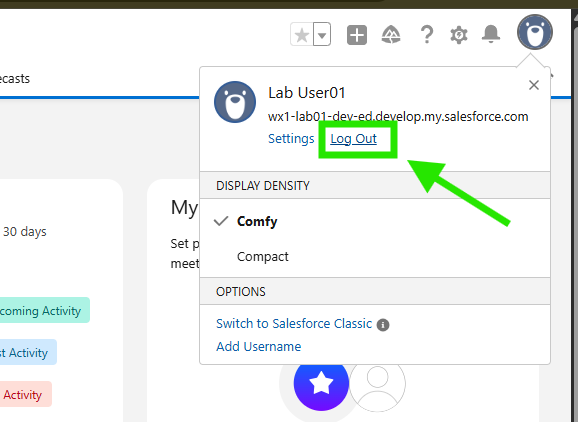 ecasts
Lab User01
wx1-lab01-dev-ed.develop.my.salesforce.com
Settings Log Out
DISPLAY DENSITY
Comfy
Compact
OPTIONS
Switch to Salesforce Classic
Add Username
My
Set p
meet
30 days
coming Activity
st Activity
Activity